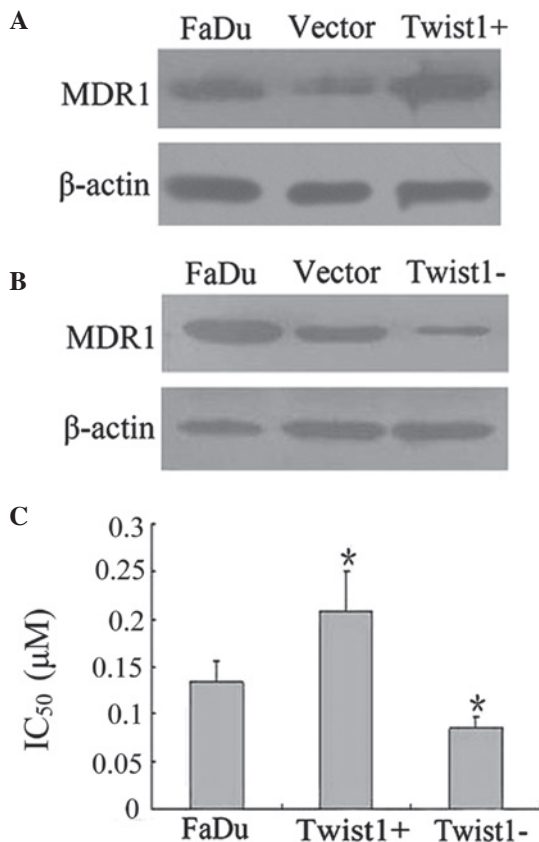 A
FaDu Vector Twist1+
MDR1
β-actin
B
FaDu Vector Twist1-
MDR1
β-actin
C
0.3
0.25
0.2
0.15
0.1
0.05
0
IC50 (μM)
*
*
FaDu Twist1+ Twist1-